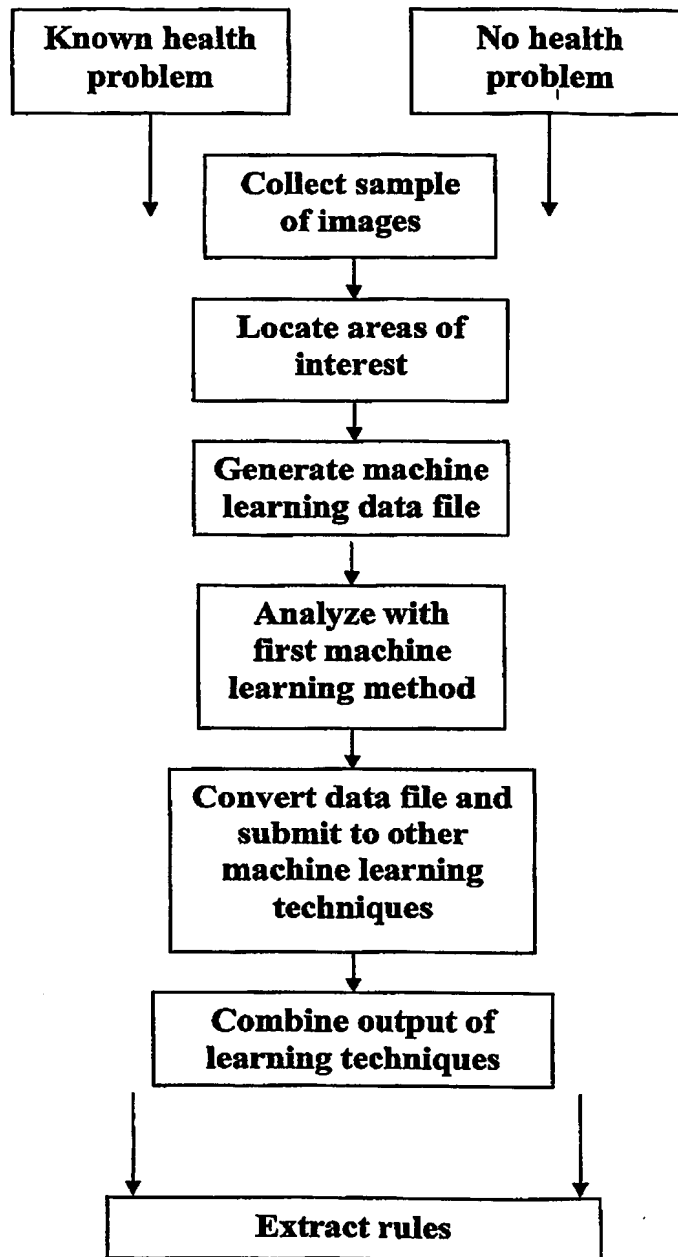 Known health
problem
No health
problem
Collect sample
of images
Locate areas of
interest
Generate machine
learning data file
Analyze with
first machine
learning method
Convert data file and
submit to other
machine learning
techniques
Combine output of
learning techniques
Extract rules